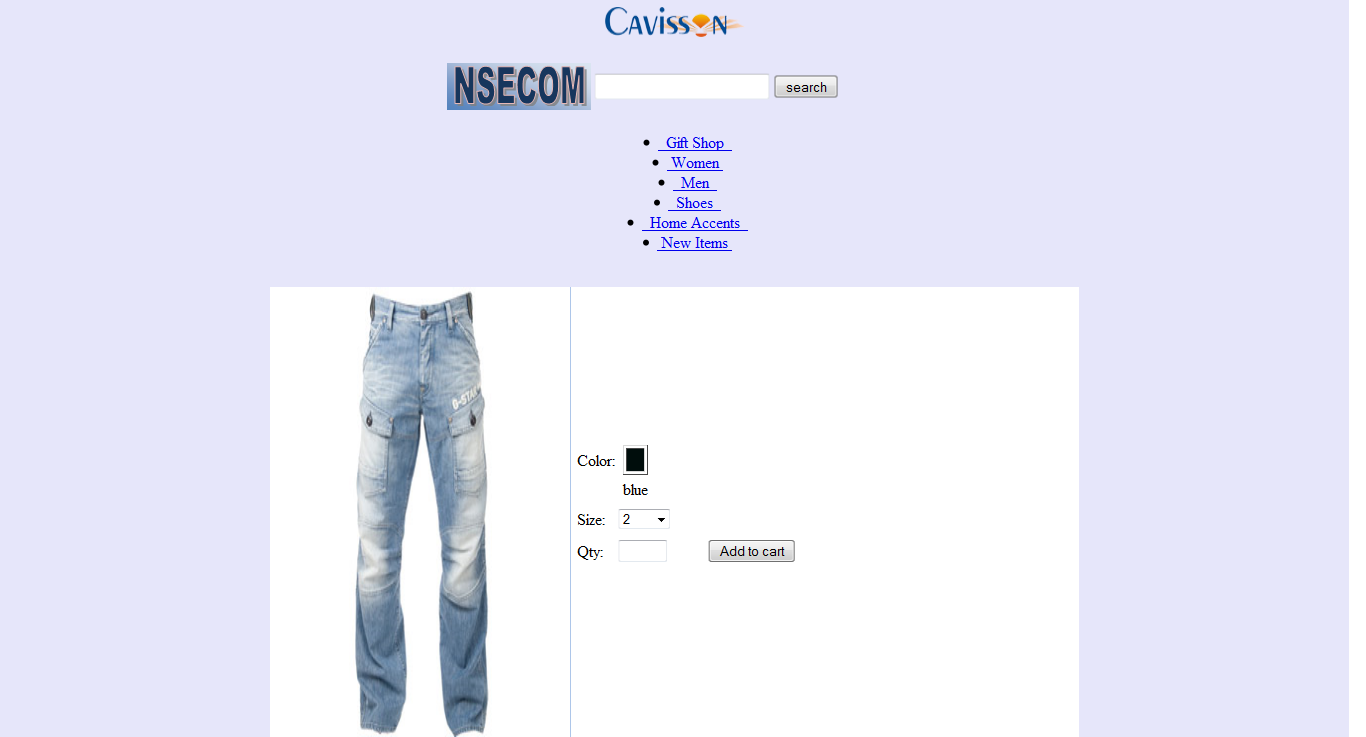 CAVISSON
NSECOM search
Gift Shop
Women
Men
Shoes
Home Accents
New Items
G-STAR
Color:
blue
Size: 2
Qty: Add to cart